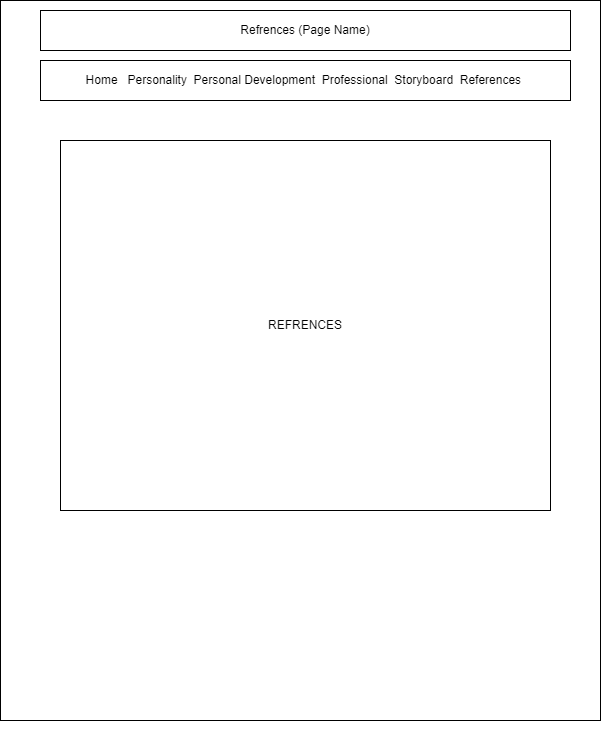 Refrences (Page Name)
Home Personality Personal Development Professional Storyboard References
REFRENCES